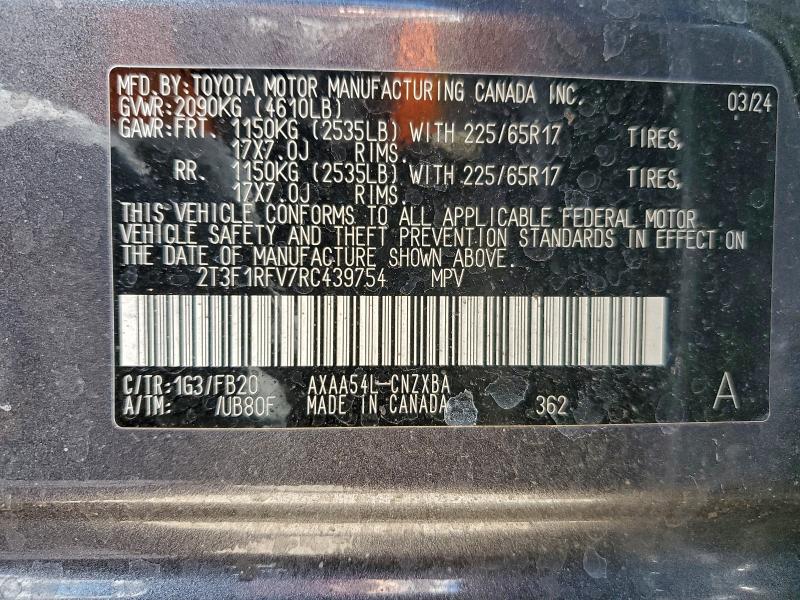 MFD.BY:TOYOTA MOTOR MANUFACTURING CANADA INC. 03/24
GVWR:2090KG (4610LB)
GAWR:FRT. 1150KG (2535LB) WITH 225/65R17 TIRES,
17X7.0J RIMS.
RR. 1150KG (2535LB) WITH 225/65R17 TIRES,
17X7.0J RIMS.
THIS VEHICLE CONFORMS TO ALL APPLICABLE FEDERAL MOTOR
VEHICLE SAFETY AND THEFT PREVENTION STANDARDS IN EFFECT ON
THE DATE OF MANUFACTURE SHOWN ABOVE.
2T3F1RFV7RC439754 MPV
C/TR:1G3/FB20 AXAA54L-CNZXBA
A/TM: /UB80F MADE IN CANADA 362 A